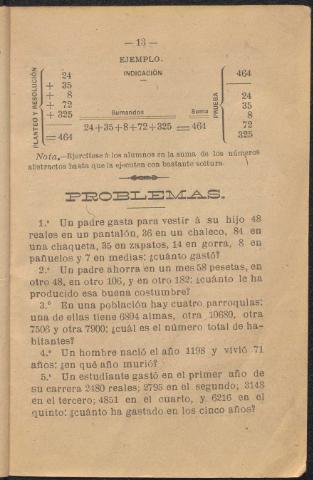 — 13 —
EJEMPLO.
PLANTEO Y RESOLUCIÓN
24
+ 35
+ 8
+ 72
+ 325
= 464
INDICACIÓN
Sumandos Suma
24+35+8+72+325 = 464
PRUEBA
464
24
35
8
72
325
Nota.—Ejercítese á los alumnos en la suma de los números
abstractos hasta que la ejecuten con bastante soltura.
PROBLEMAS.
1.ª Un padre gasta para vestir á su hijo 48
reales en un pantalón, 36 en un chaleco, 84 en
una chaqueta, 35 en zapatos, 14 en gorra, 8 en
pañuelos y 7 en medias: ¿cuánto gastó?
2.ª Un padre ahorra en un mes 58 pesetas, en
otro 48, en otro 106, y en otro 182: ¿cuánto le ha
producido esa buena costumbre?
3.º En una población hay cuatro parroquias:
una de ellas tiene 6804 almas, otra 10689, otra
7506 y otra 7900: ¿cuál es el número total de ha-
bitantes?
4.ª Un hombre nació el año 1198 y vivió 71
años: ¿en qué año murió?
5.ª Un estudiante gastó en el primer año de
su carrera 2480 reales; 2795 en el segundo; 3148
en el tercero; 4851 en el cuarto, y 6216 en el
quinto: ¿cuánto ha gastado en los cinco años?